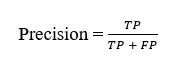 Precision = TP / TP + FP